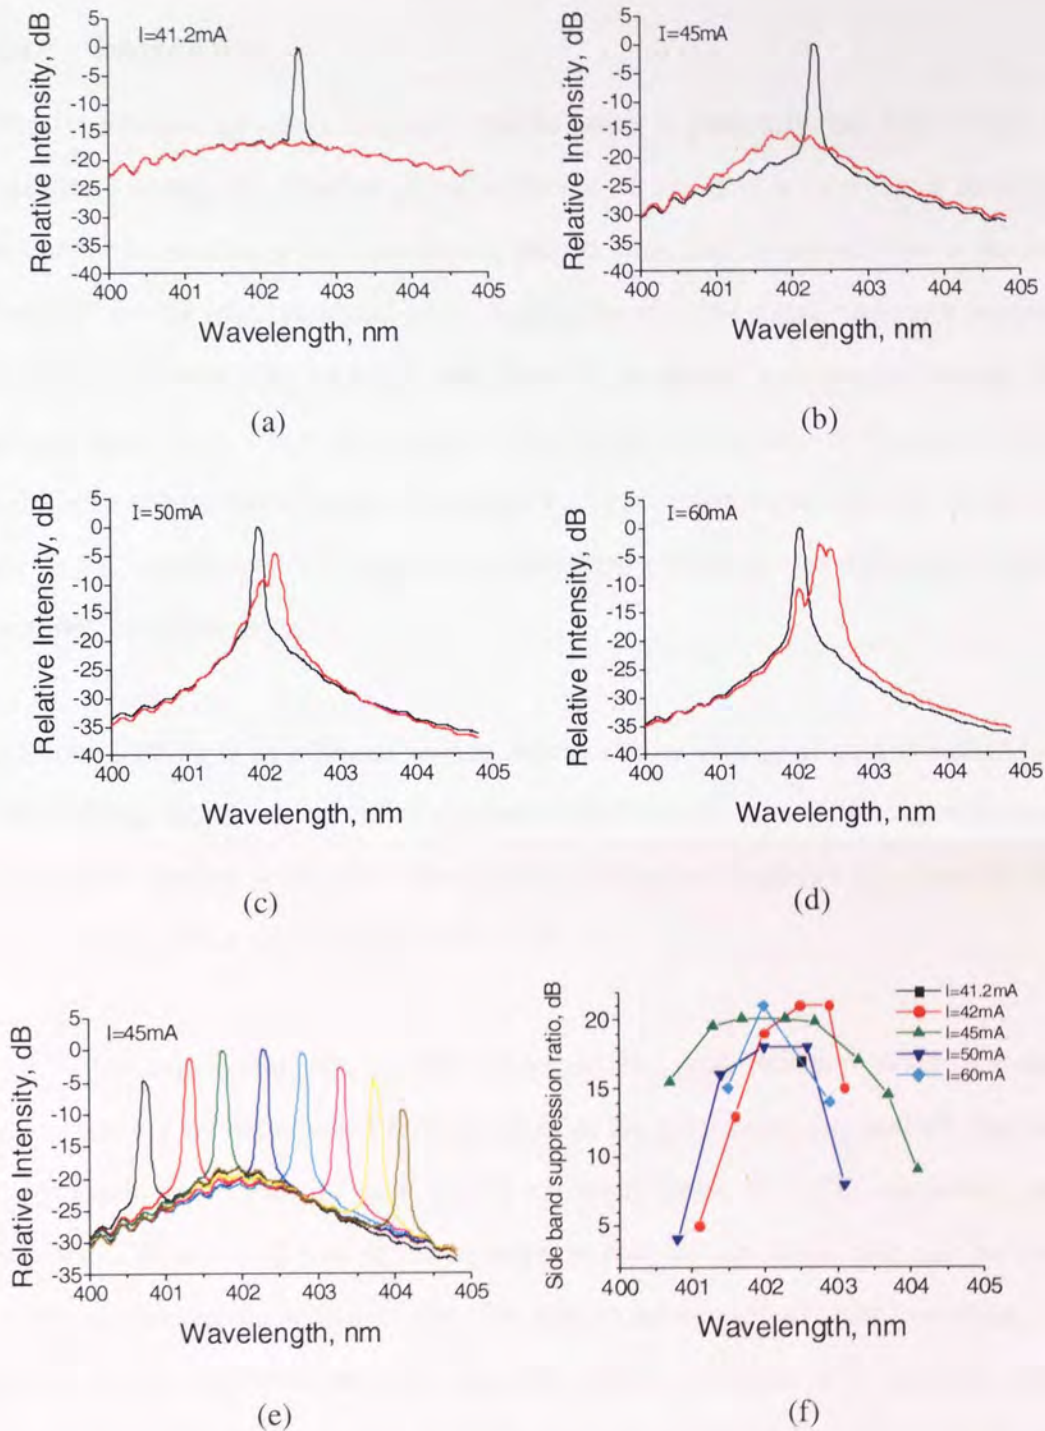 I=41.2mA
Relative Intensity, dB
5
0
-5
-10
-15
-20
-25
-30
-35
-40
400 401 402 403 404 405
Wavelength, nm
(a)
I=45mA
Relative Intensity, dB
5
0
-5
-10
-15
-20
-25
-30
-35
-40
400 401 402 403 404 405
Wavelength, nm
(b)
I=50mA
Relative Intensity, dB
5
0
-5
-10
-15
-20
-25
-30
-35
-40
400 401 402 403 404 405
Wavelength, nm
(c)
I=60mA
Relative Intensity, dB
5
0
-5
-10
-15
-20
-25
-30
-35
-40
400 401 402 403 404 405
Wavelength, nm
(d)
I=45mA
Relative Intensity, dB
5
0
-5
-10
-15
-20
-25
-30
-35
400 401 402 403 404 405
Wavelength, nm
(e)
Side band suppression ratio, dB
20
15
10
5
400 401 402 403 404 405
Wavelength, nm
I=41.2mA
I=42mA
I=45mA
I=50mA
I=60mA
(f)